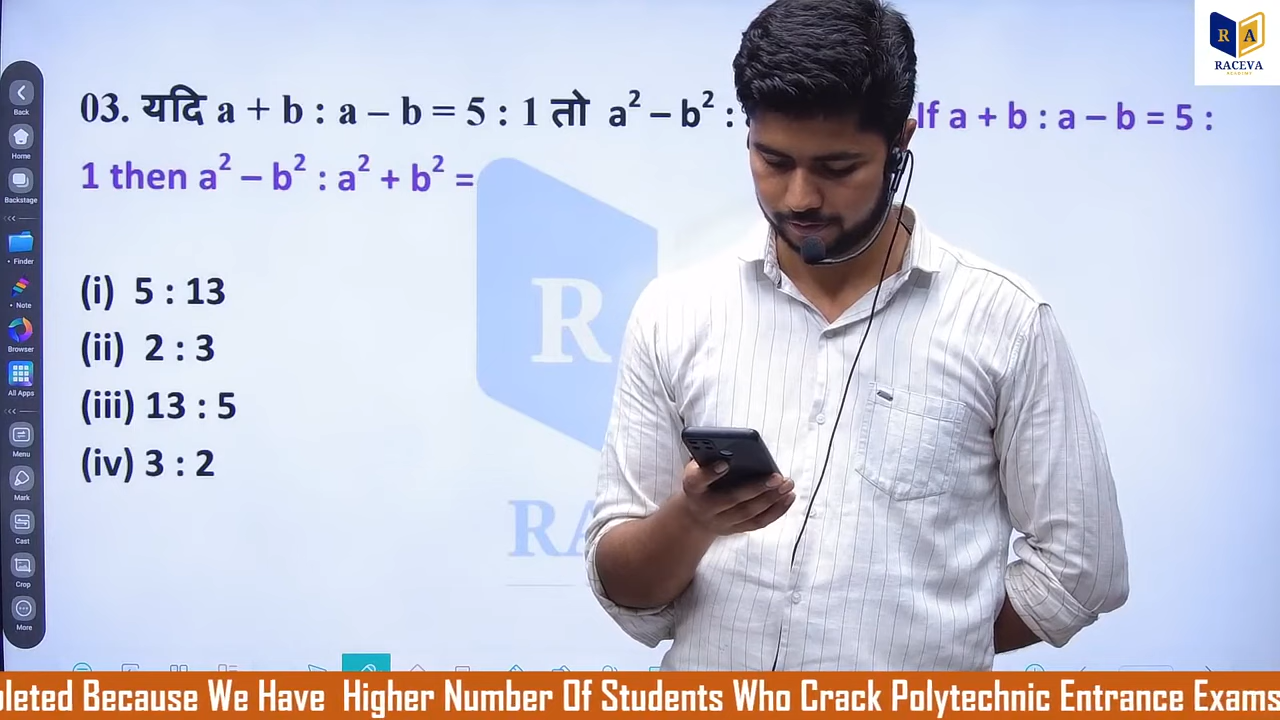 RACEVA
ACADEMY
03. यदि a + b : a – b = 5 : 1 तो a² – b² : If a + b : a – b = 5 :
1 then a² – b² : a² + b² =
(i) 5 : 13
(ii) 2 : 3
(iii) 13 : 5
(iv) 3 : 2
R
RA
Back
Home
Backstage
Finder
Note
Browser
All Apps
Menu
Mark
Cast
Crop
More
pleted Because We Have Higher Number Of Students Who Crack Polytechnic Entrance Exams